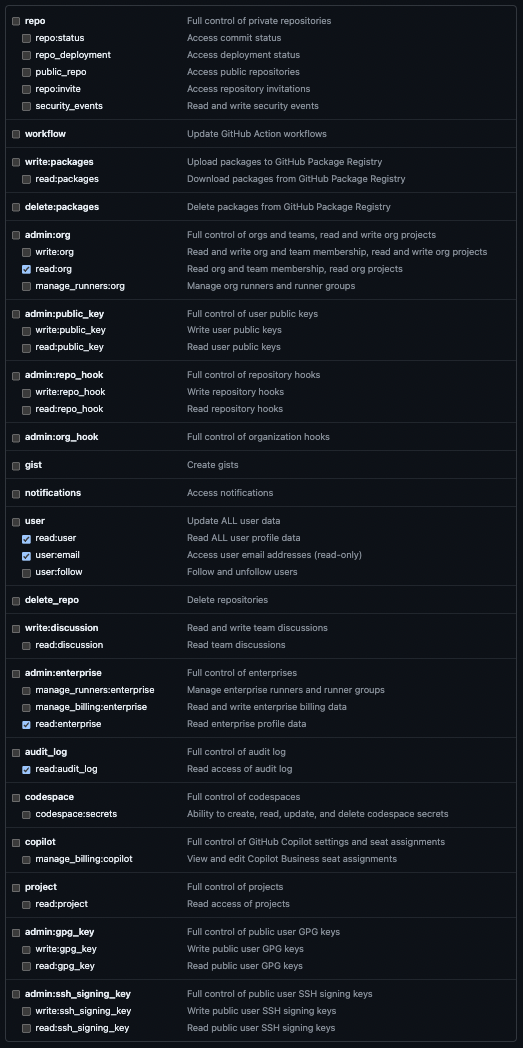 repo Full control of private repositories
repo:status Access commit status
repo_deployment Access deployment status
public_repo Access public repositories
repo:invite Access repository invitations
security_events Read and write security events
workflow Update GitHub Action workflows
write:packages Upload packages to GitHub Package Registry
read:packages Download packages from GitHub Package Registry
delete:packages Delete packages from GitHub Package Registry
admin:org Full control of orgs and teams, read and write org projects
write:org Read and write org and team membership, read and write org projects
read:org Read org and team membership, read org projects
manage_runners:org Manage org runners and runner groups
admin:public_key Full control of user public keys
write:public_key Write user public keys
read:public_key Read user public keys
admin:repo_hook Full control of repository hooks
write:repo_hook Write repository hooks
read:repo_hook Read repository hooks
admin:org_hook Full control of organization hooks
gist Create gists
notifications Access notifications
user Update ALL user data
read:user Read ALL user profile data
user:email Access user email addresses (read-only)
user:follow Follow and unfollow users
delete_repo Delete repositories
write:discussion Read and write team discussions
read:discussion Read team discussions
admin:enterprise Full control of enterprises
manage_runners:enterprise Manage enterprise runners and runner groups
manage_billing:enterprise Read and write enterprise billing data
read:enterprise Read enterprise profile data
audit_log Full control of audit log
read:audit_log Read access of audit log
codespace Full control of codespaces
codespace:secrets Ability to create, read, update, and delete codespace secrets
copilot Full control of GitHub Copilot settings and seat assignments
manage_billing:copilot View and edit Copilot Business seat assignments
project Full control of projects
read:project Read access of projects
admin:gpg_key Full control of public user GPG keys
write:gpg_key Write public user GPG keys
read:gpg_key Read public user GPG keys
admin:ssh_signing_key Full control of public user SSH signing keys
write:ssh_signing_key Write public user SSH signing keys
read:ssh_signing_key Read public user SSH signing keys